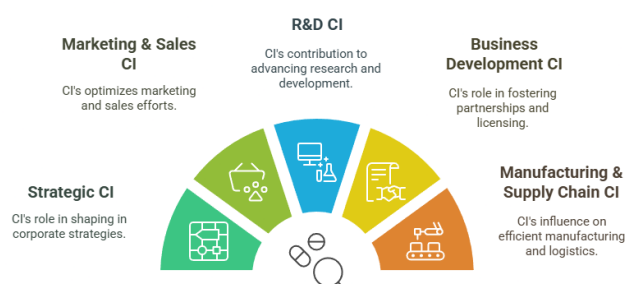 R&D CI
CI's contribution to
advancing research and
development.
Marketing & Sales
CI
CI's optimizes marketing
and sales efforts.
Business
Development CI
CI's role in fostering
partnerships and
licensing.
Strategic CI
CI's role in shaping in
corporate strategies.
Manufacturing &
Supply Chain CI
CI's influence on
efficient manufacturing
and logistics.